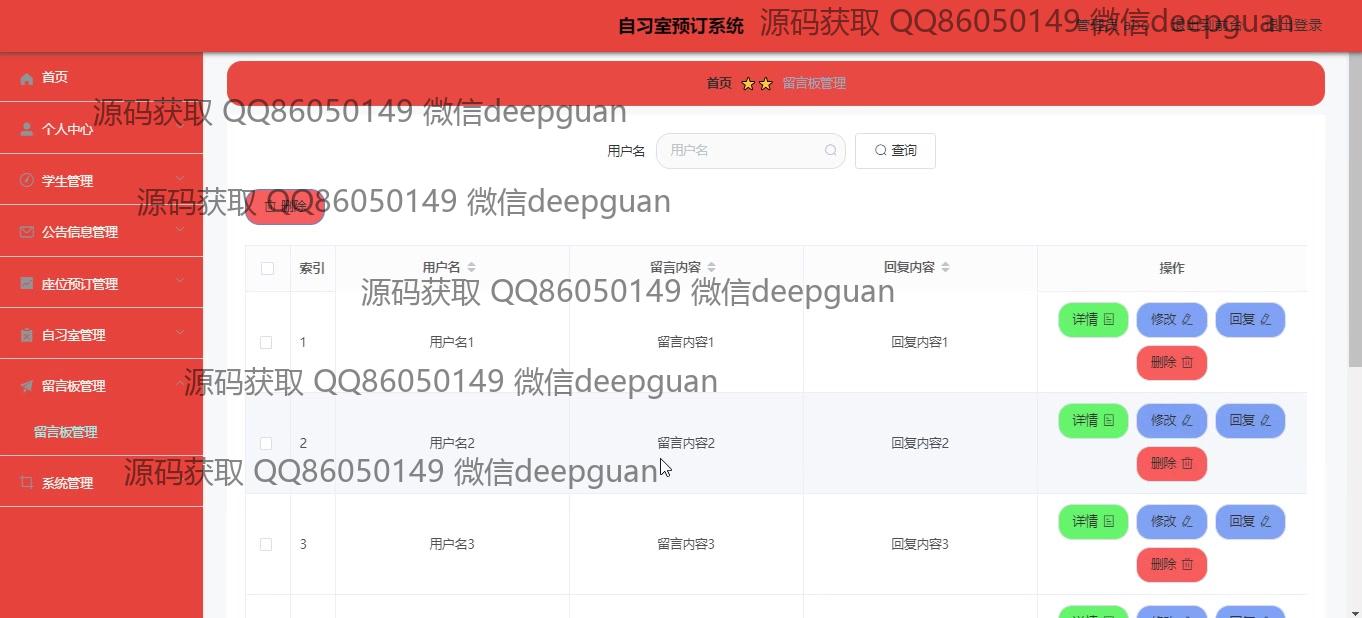 自习室预订系统
源码获取 QQ86050149 微信deepguan
退出登录
首页
个人中心
学生管理
公告信息管理
座位预订管理
自习室管理
留言板管理
留言板管理
系统管理
首页 留言板管理
源码获取 QQ86050149 微信deepguan
用户名 用户名 查询
源码获取 QQ86050149 微信deepguan
删除
索引 用户名 留言内容 回复内容 操作
源码获取 QQ86050149 微信deepguan
1 用户名1 留言内容1 回复内容1 详情 修改 回复
删除
源码获取 QQ86050149 微信deepguan
2 用户名2 留言内容2 回复内容2 详情 修改 回复
删除
源码获取 QQ86050149 微信deepguan
3 用户名3 留言内容3 回复内容3 详情 修改 回复
删除